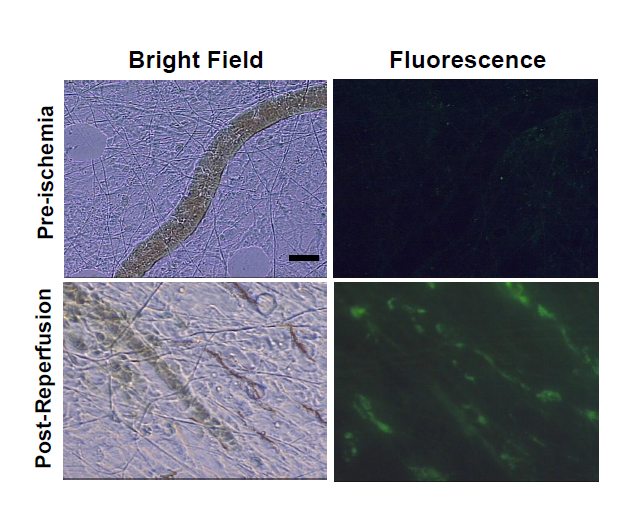 Bright Field
Fluorescence
Pre-ischemia
Post-Reperfusion